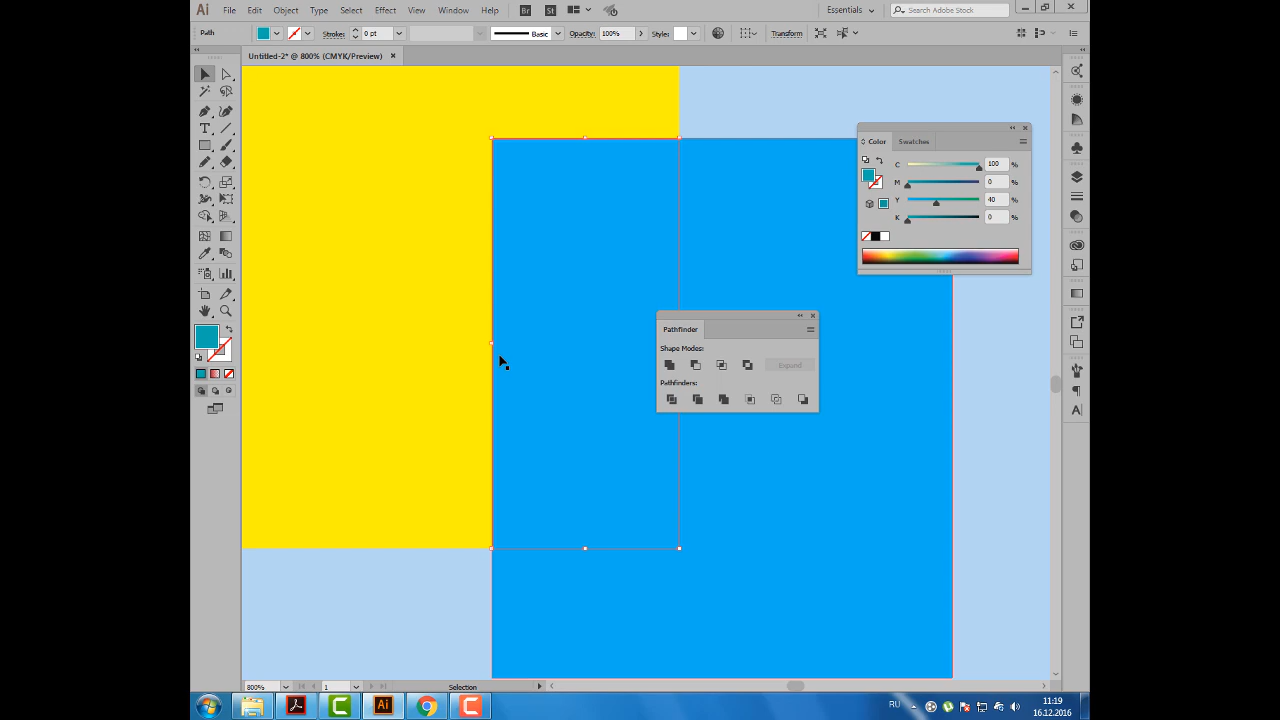 Ai File Edit Object Type Select Effect View Window Help Br St Essentials Search Adobe Stock
Path Stroke: 0 pt Basic Opacity: 100% Style: Transform
Untitled-2* @ 800% (CMYK/Preview)
Color Swatches
C 100 %
M 0 %
Y 40 %
K 0 %
Pathfinder
Shape Modes:
Expand
Pathfinders:
800% 1 Selection
Ai RU 11:19
16.12.2016